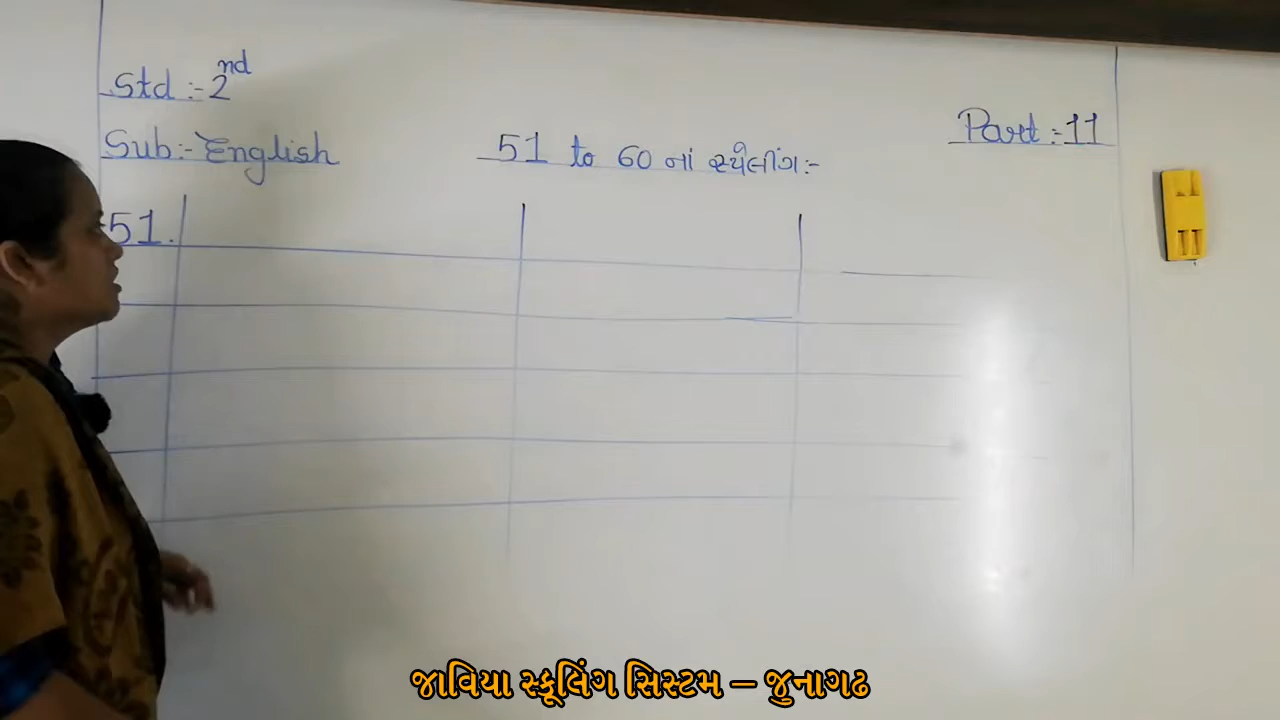 Std :- 2nd
Sub:- English
51 to 60 નાં સ્પેલીંગ:-
Part :- 11
51.
જાવિયા સ્કૂલિંગ સિસ્ટમ – જુનાગઢ